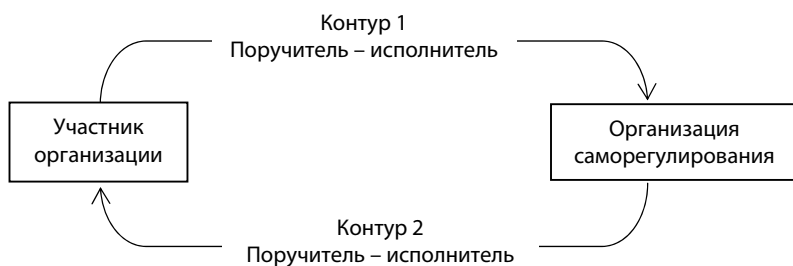 Контур 1
Поручитель – исполнитель
Участник
организации
Организация
саморегулирования
Контур 2
Поручитель – исполнитель